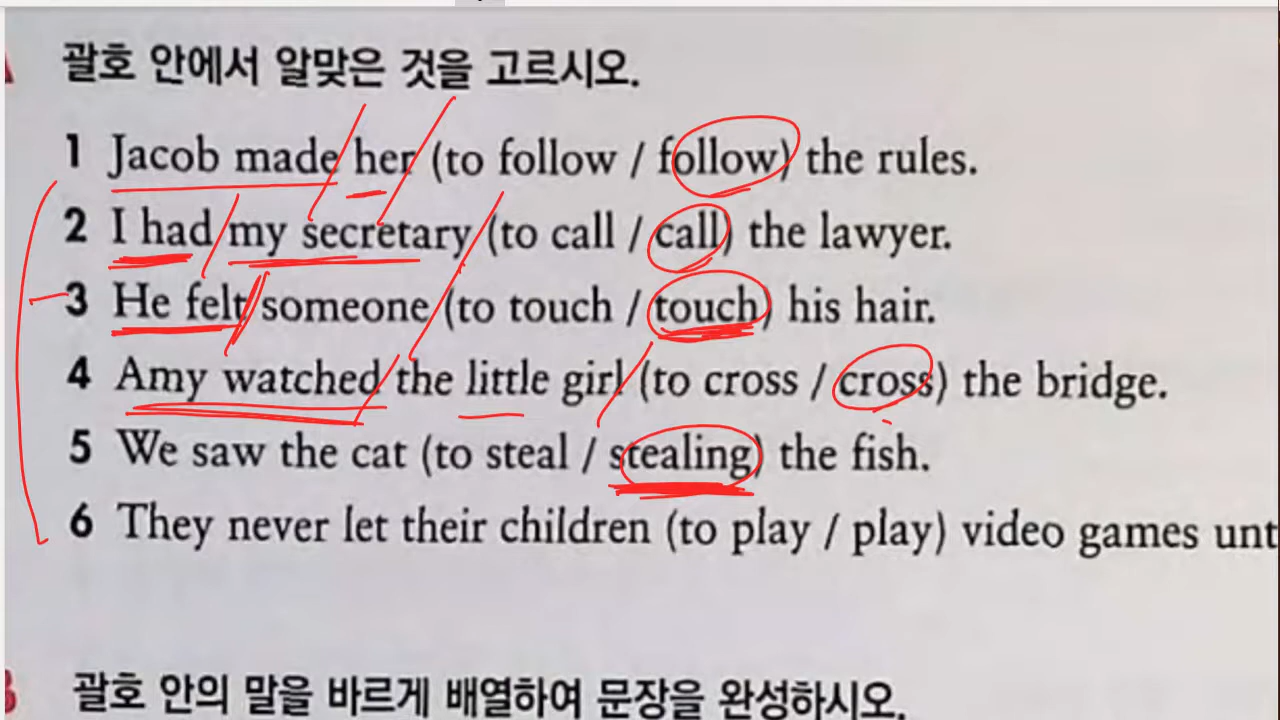 괄호 안에서 알맞은 것을 고르시오.
1 Jacob made her (to follow / follow) the rules.
2 I had my secretary (to call / call) the lawyer.
3 He felt someone (to touch / touch) his hair.
4 Amy watched the little girl (to cross / cross) the bridge.
5 We saw the cat (to steal / stealing) the fish.
6 They never let their children (to play / play) video games unt
B 괄호 안의 말을 바르게 배열하여 문장을 완성하시오.